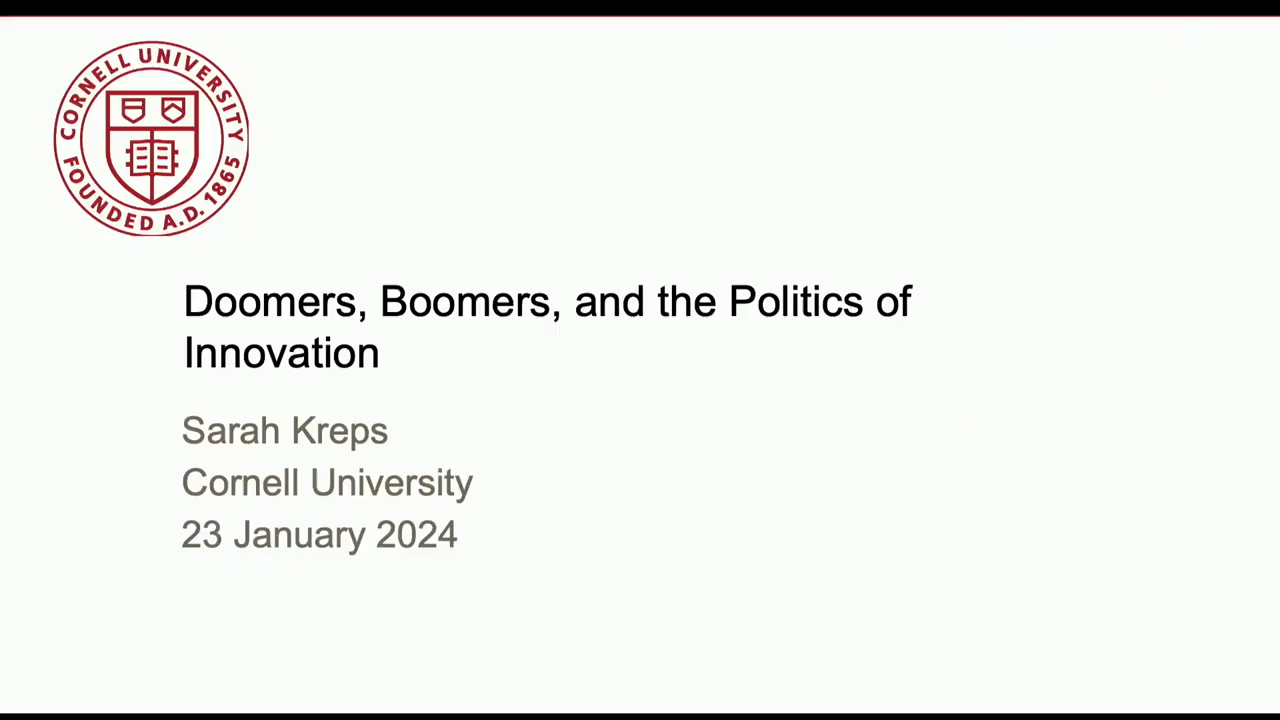 CORNELL UNIVERSITY
FOUNDED A.D. 1865
Doomers, Boomers, and the Politics of
Innovation
Sarah Kreps
Cornell University
23 January 2024